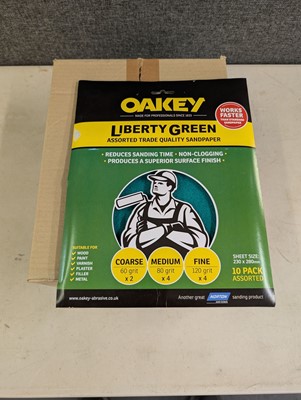 OAKEY
MADE FOR PROFESSIONALS SINCE 1833
WORKS
FASTER
LIBERTY GREEN
ASSORTED TRADE QUALITY SANDPAPER
• REDUCES SANDING TIME • NON-CLOGGING •
• PRODUCES A SUPERIOR SURFACE FINISH •
SUITABLE FOR
• WOOD
• PAINT
• VARNISH
• PLASTER
• FILLER
• METAL
COARSE
60 grit
x 2
MEDIUM
80 grit
x 4
FINE
120 grit
x 4
SHEET SIZE:
230 x 280mm
10 PACK
ASSORTED
www.oakey-abrasive.co.uk
Another great NORTON sanding product